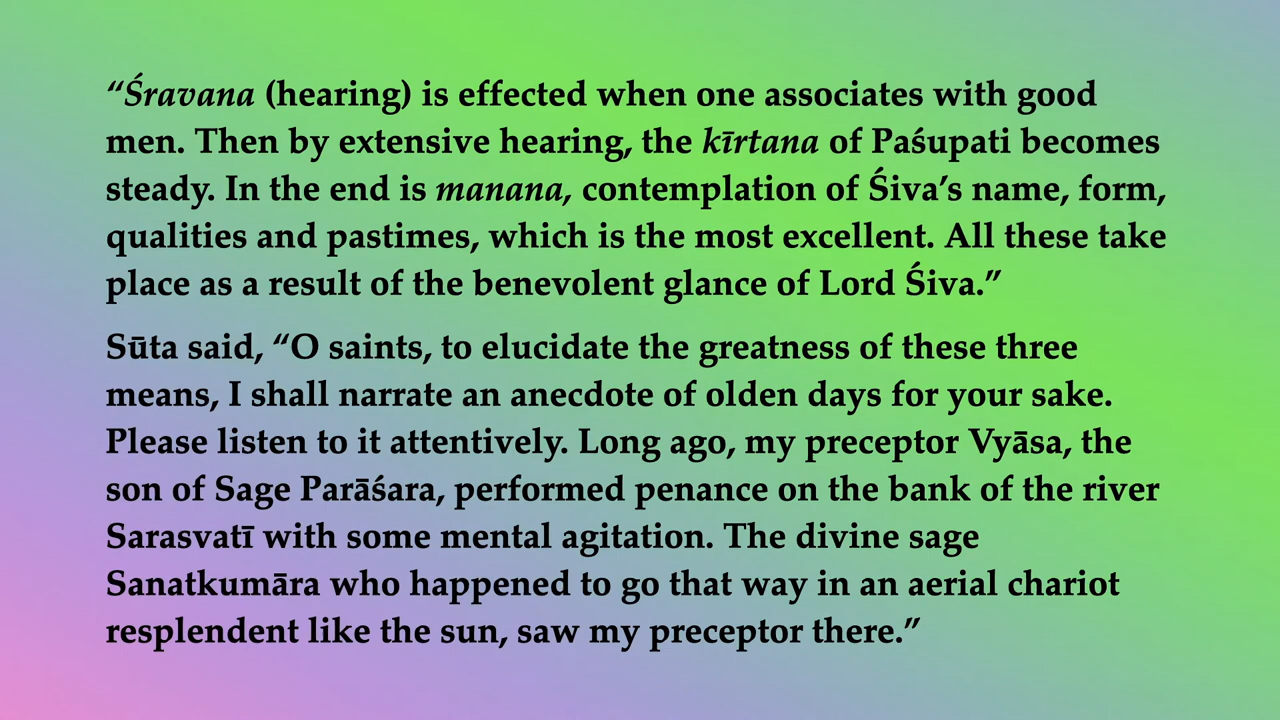 “Śravana (hearing) is effected when one associates with good
men. Then by extensive hearing, the kīrtana of Paśupati becomes
steady. In the end is manana, contemplation of Śiva’s name, form,
qualities and pastimes, which is the most excellent. All these take
place as a result of the benevolent glance of Lord Śiva.”
Sūta said, “O saints, to elucidate the greatness of these three
means, I shall narrate an anecdote of olden days for your sake.
Please listen to it attentively. Long ago, my preceptor Vyāsa, the
son of Sage Parāśara, performed penance on the bank of the river
Sarasvatī with some mental agitation. The divine sage
Sanatkumāra who happened to go that way in an aerial chariot
resplendent like the sun, saw my preceptor there.”